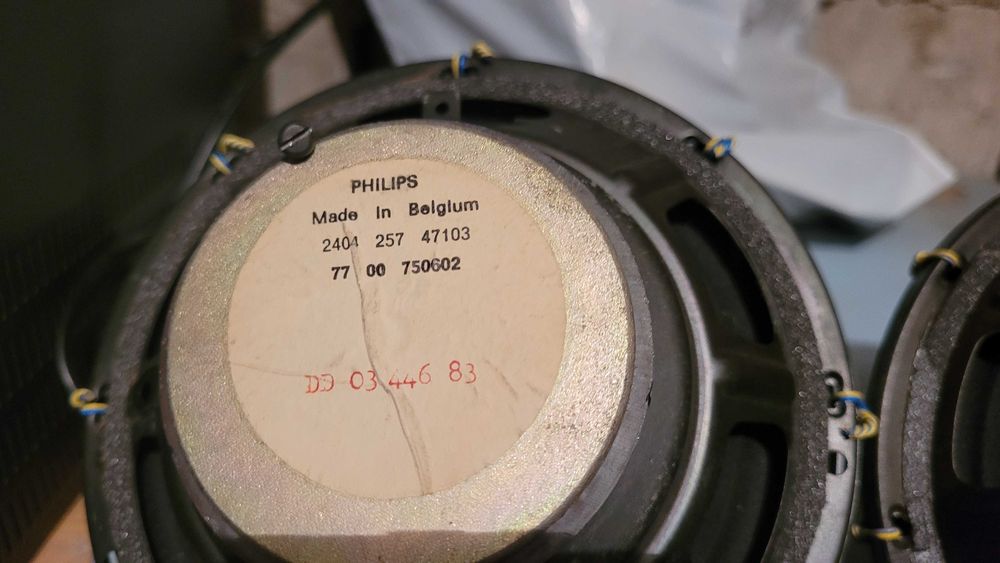 PHILIPS
Made In Belgium
2404 257 47103
77 00 750602
DD 03 446 83